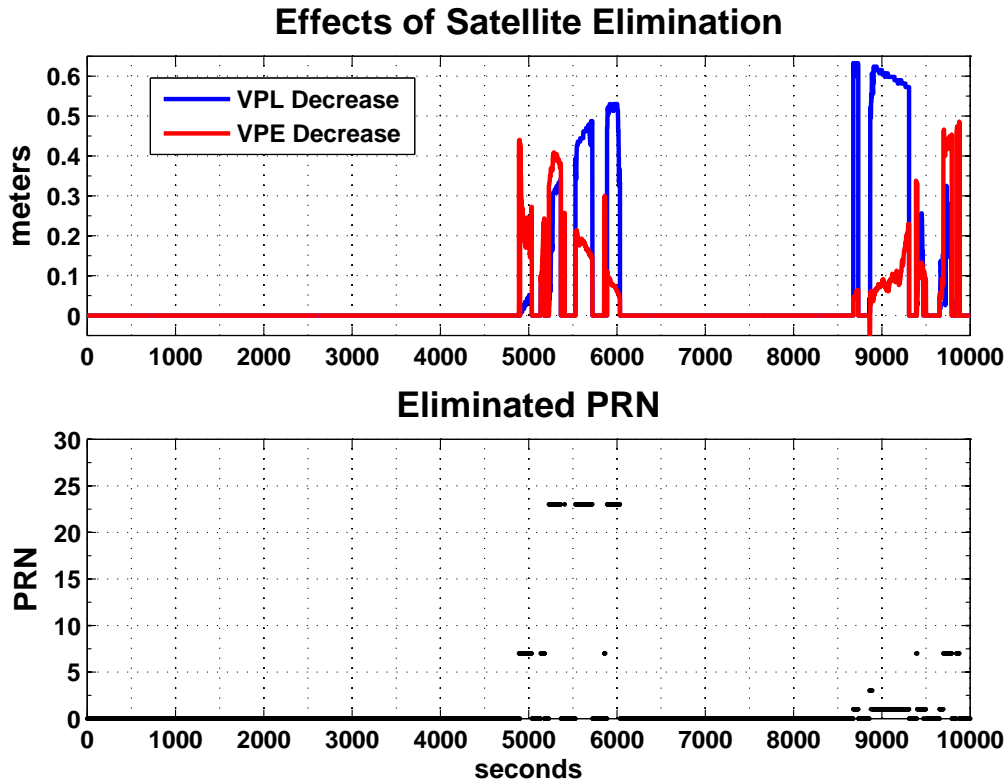 Effects of Satellite Elimination
0.6
0.5
0.4
0.3
0.2
0.1
0
meters
VPL Decrease
VPE Decrease
0 1000 2000 3000 4000 5000 6000 7000 8000 9000 10000
Eliminated PRN
30
25
20
15
10
5
0
PRN
0 1000 2000 3000 4000 5000 6000 7000 8000 9000 10000
seconds